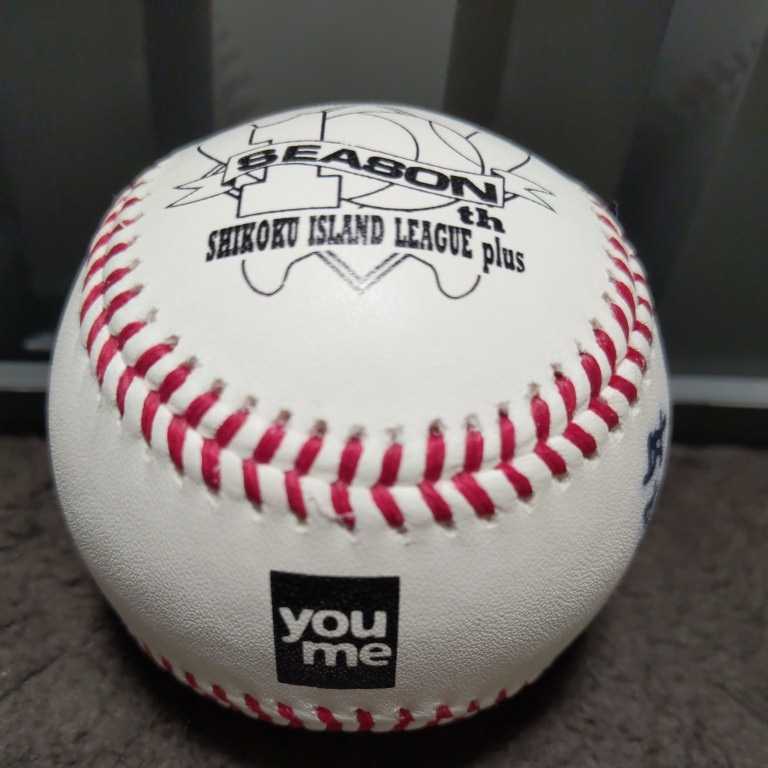 10
SEASON
th
SHIKOKU ISLAND LEAGUE plus
you
me